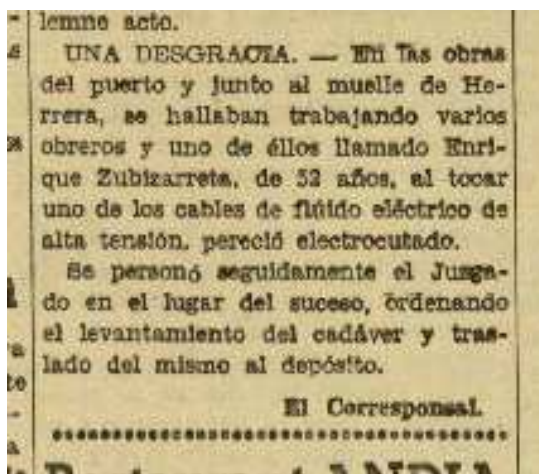 lemne acto.
UNA DESGRACIA. — En las obras
del puerto y junto al muelle de He-
rrera, se hallaban trabajando varios
obreros y uno de éllos llamado Enri-
que Zubizarreta, de 52 años, al tocar
uno de los cables de flúido eléctrico de
alta tensión, pereció electrocutado.
Se personó seguidamente el Juzga-
do en el lugar del suceso, ordenando
el levantamiento del cadáver y tras-
lado del mismo al depósito.
El Corresponsal.